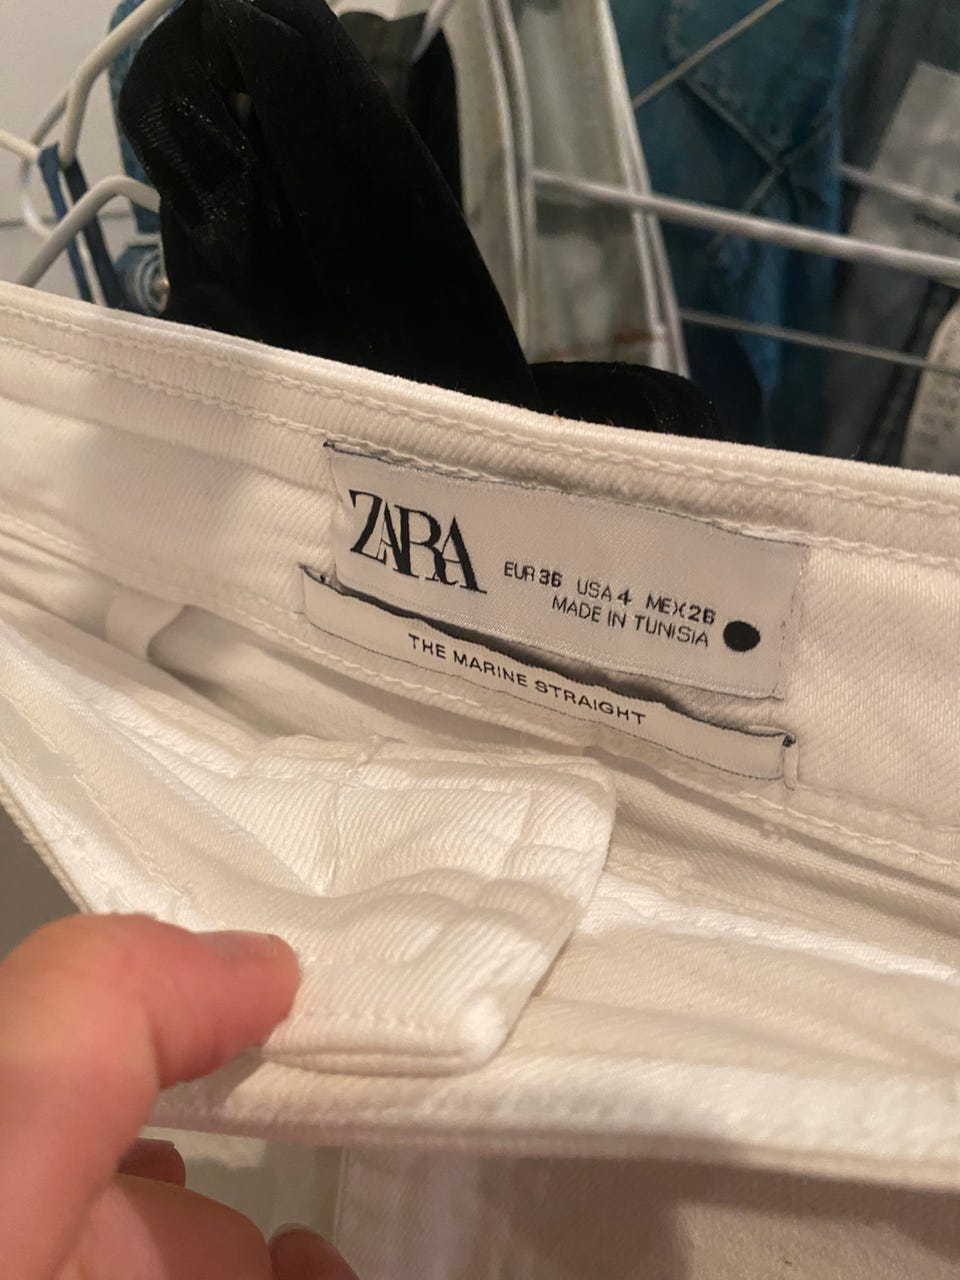 ZARA
EUR 36 USA 4 MEX 26
MADE IN TUNISIA
THE MARINE STRAIGHT